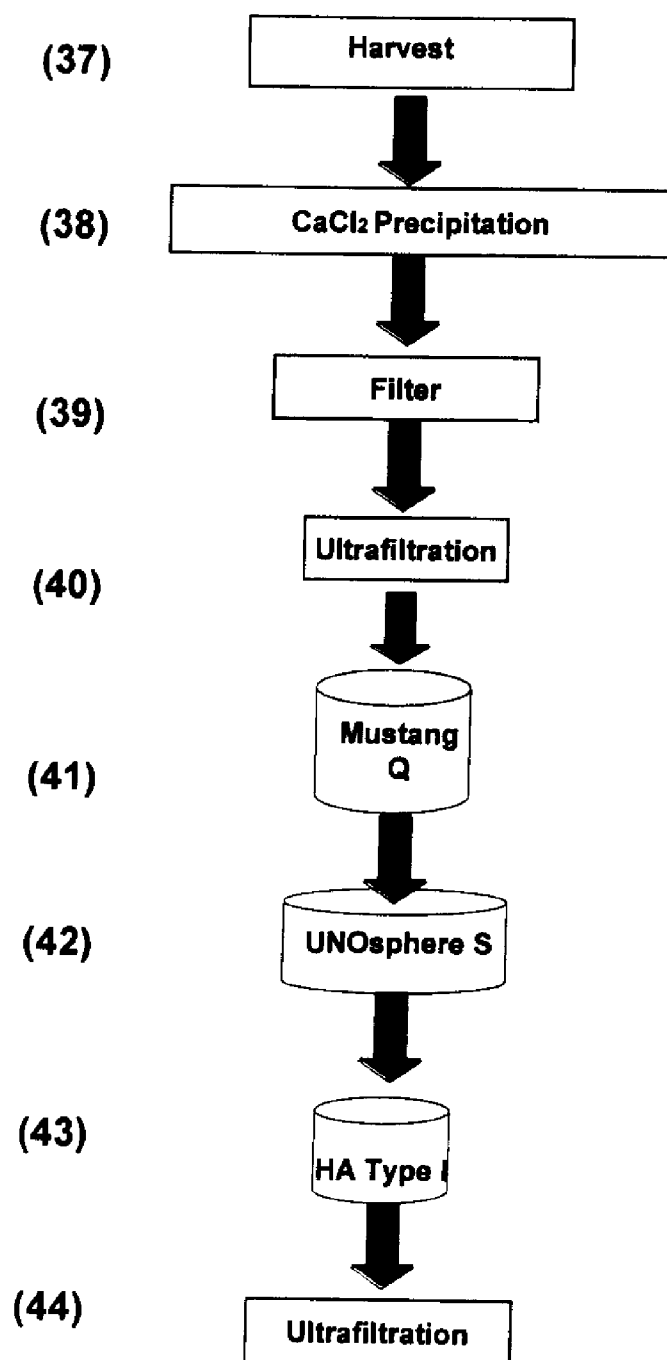 (37) Harvest
(38) CaCl₂ Precipitation
(39) Filter
(40) Ultrafiltration
(41) Mustang
Q
(42) UNOsphere S
(43) HA Type I
(44) Ultrafiltration